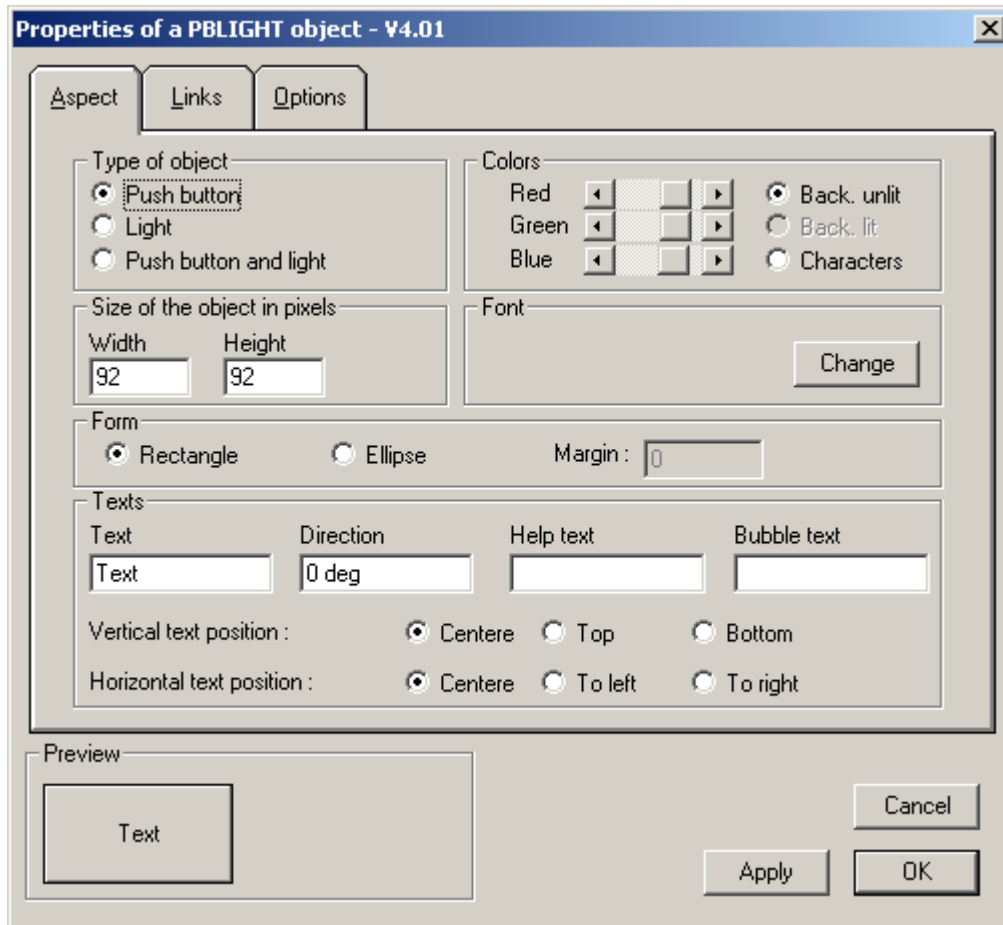 Properties of a PBLIGHT object - V4.01
Aspect Links Options
Type of object
Push button
Light
Push button and light
Colors
Red
Green
Blue
Back. unlit
Back. lit
Characters
Size of the object in pixels
Width Height
92 92
Font
Change
Form
Rectangle Ellipse Margin : 0
Texts
Text Direction Help text Bubble text
Text 0 deg
Vertical text position : Centere Top Bottom
Horizontal text position : Centere To left To right
Preview
Text
Cancel
Apply OK